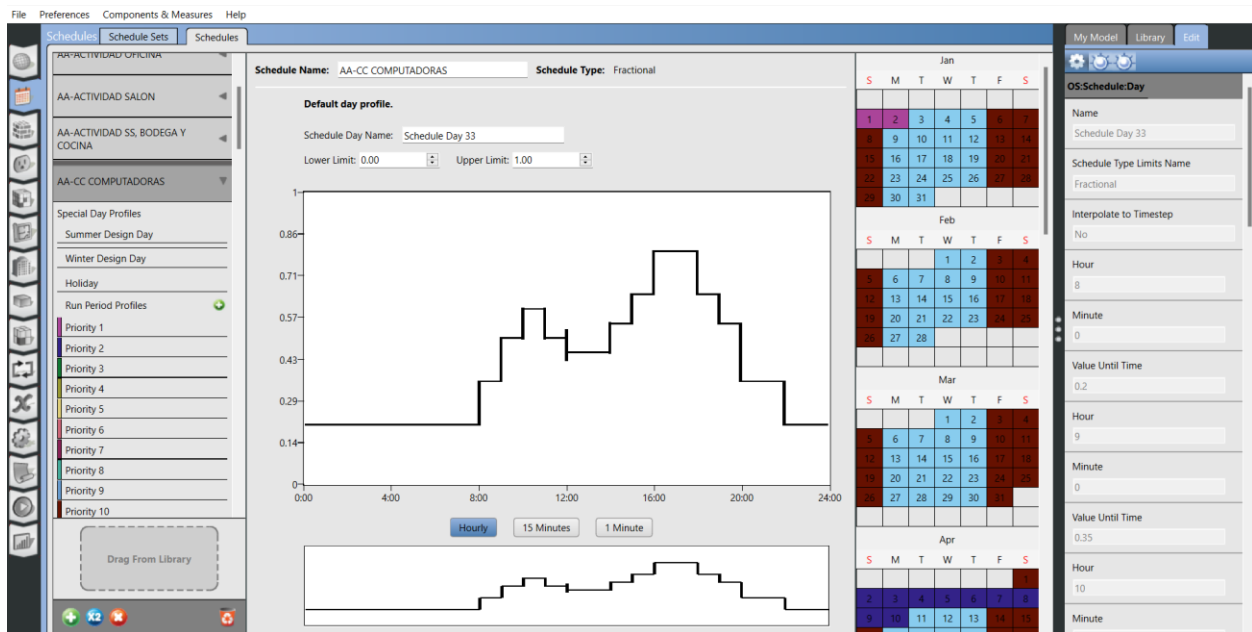 File Preferences Components & Measures Help
Schedules Schedule Sets Schedules
My Model Library Edit
AA-ACTIVIDAD OFICINA
AA-ACTIVIDAD SALON
AA-ACTIVIDAD SS, BODEGA Y
COCINA
AA-CC COMPUTADORAS
Special Day Profiles
Summer Design Day
Winter Design Day
Holiday
Run Period Profiles
Priority 1
Priority 2
Priority 3
Priority 4
Priority 5
Priority 6
Priority 7
Priority 8
Priority 9
Priority 10
Drag From Library
X2
Schedule Name: AA-CC COMPUTADORAS Schedule Type: Fractional
Default day profile.
Schedule Day Name: Schedule Day 33
Lower Limit: 0.00 Upper Limit: 1.00
1
0.86
0.71
0.57
0.43
0.29
0.14
0
0:00 4:00 8:00 12:00 16:00 20:00 24:00
Hourly 15 Minutes 1 Minute
Jan
S M T W T F S
1 2 3 4 5 6 7
8 9 10 11 12 13 14
15 16 17 18 19 20 21
22 23 24 25 26 27 28
29 30 31
Feb
S M T W T F S
1 2 3 4
5 6 7 8 9 10 11
12 13 14 15 16 17 18
19 20 21 22 23 24 25
26 27 28
Mar
S M T W T F S
1 2 3 4
5 6 7 8 9 10 11
12 13 14 15 16 17 18
19 20 21 22 23 24 25
26 27 28 29 30 31
Apr
S M T W T F S
1
2 3 4 5 6 7 8
9 10 11 12 13 14 15
OS:Schedule:Day
Name
Schedule Day 33
Schedule Type Limits Name
Fractional
Interpolate to Timestep
No
Hour
8
Minute
0
Value Until Time
0.2
Hour
9
Minute
0
Value Until Time
0.35
Hour
10
Minute